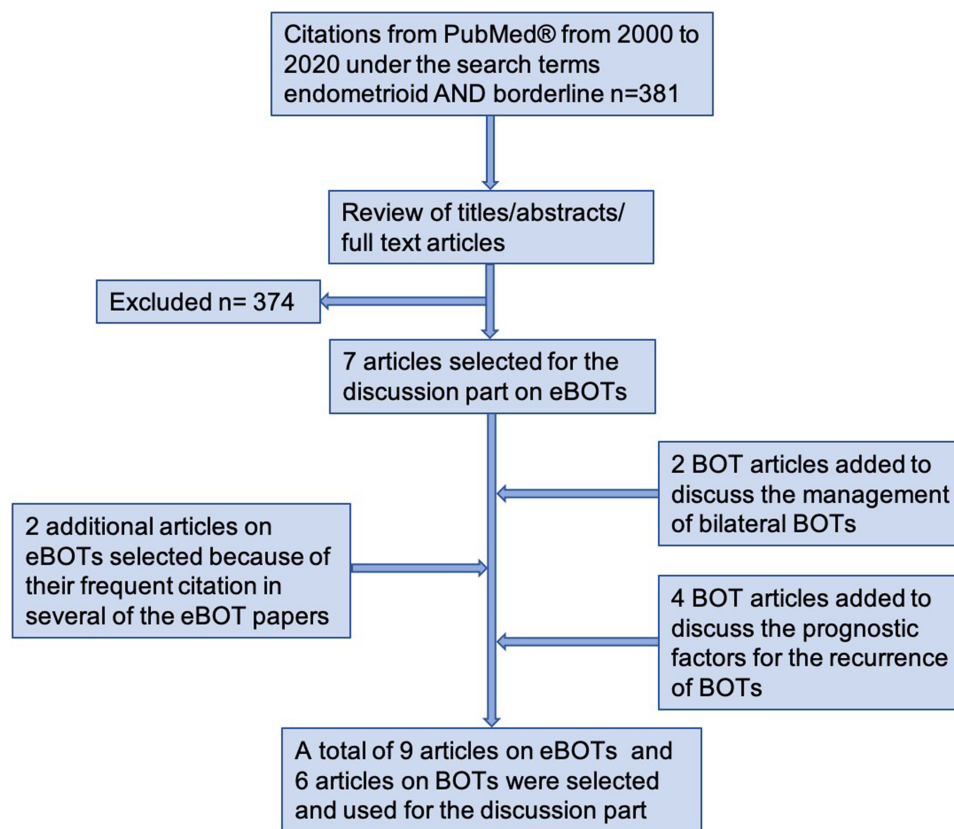 Citations from PubMed® from 2000 to
2020 under the search terms
endometrioid AND borderline n=381
Review of titles/abstracts/
full text articles
Excluded n= 374
7 articles selected for the
discussion part on eBOTs
2 BOT articles added to
discuss the management
of bilateral BOTs
2 additional articles on
eBOTs selected because of
their frequent citation in
several of the eBOT papers
4 BOT articles added to
discuss the prognostic
factors for the recurrence
of BOTs
A total of 9 articles on eBOTs and
6 articles on BOTs were selected
and used for the discussion part